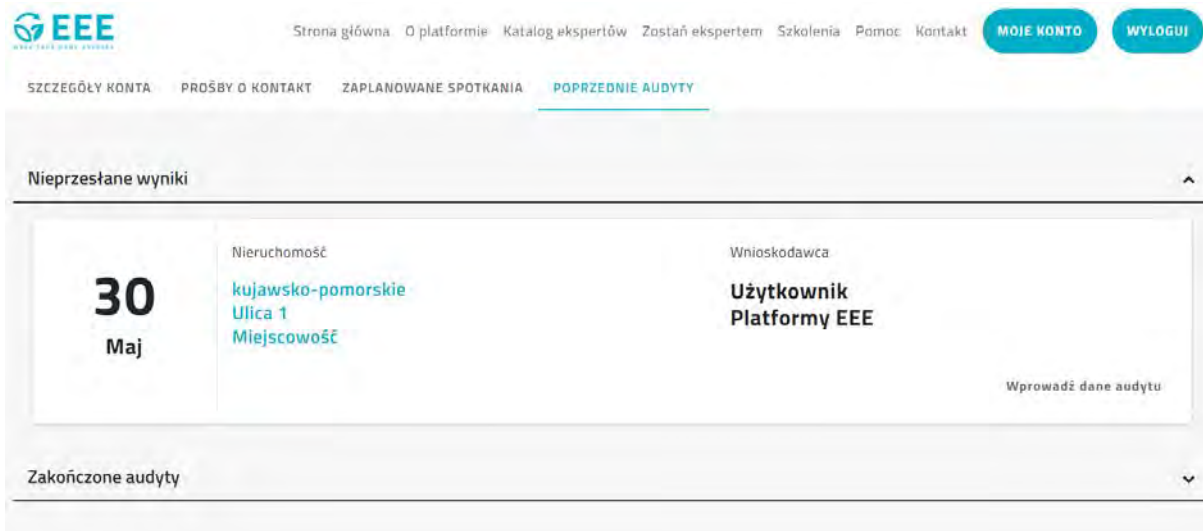 EEE
Strona główna O platformie Katalog ekspertów Zostań ekspertem Szkolenia Pomoc Kontakt MOJE KONTO WYLOGUJ
SZCZEGÓŁY KONTA PROŚBY O KONTAKT ZAPLANOWANE SPOTKANIA POPRZEDNIE AUDYTY
Nieprzesłane wyniki
30
Maj
Nieruchomość
kujawsko-pomorskie
Ulica 1
Miejscowość
Wnioskodawca
Użytkownik
Platformy EEE
Wprowadź dane audytu
Zakończone audyty